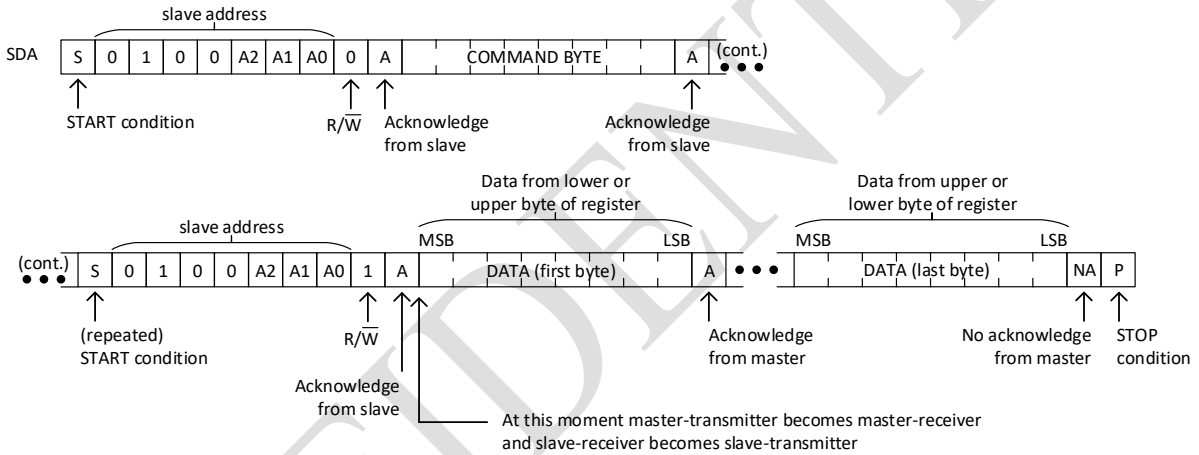 slave address
SDA S 0 1 0 0 A2 A1 A0 0 A COMMAND BYTE A (cont.)
START condition R/W̅ Acknowledge from slave Acknowledge from slave
Data from lower or upper byte of register Data from upper or lower byte of register
slave address MSB LSB MSB LSB
(cont.) S 0 1 0 0 A2 A1 A0 1 A DATA (first byte) A DATA (last byte) NA P
(repeated) START condition R/W̅ Acknowledge from master No acknowledge from master STOP condition
Acknowledge from slave
At this moment master-transmitter becomes master-receiver
and slave-receiver becomes slave-transmitter